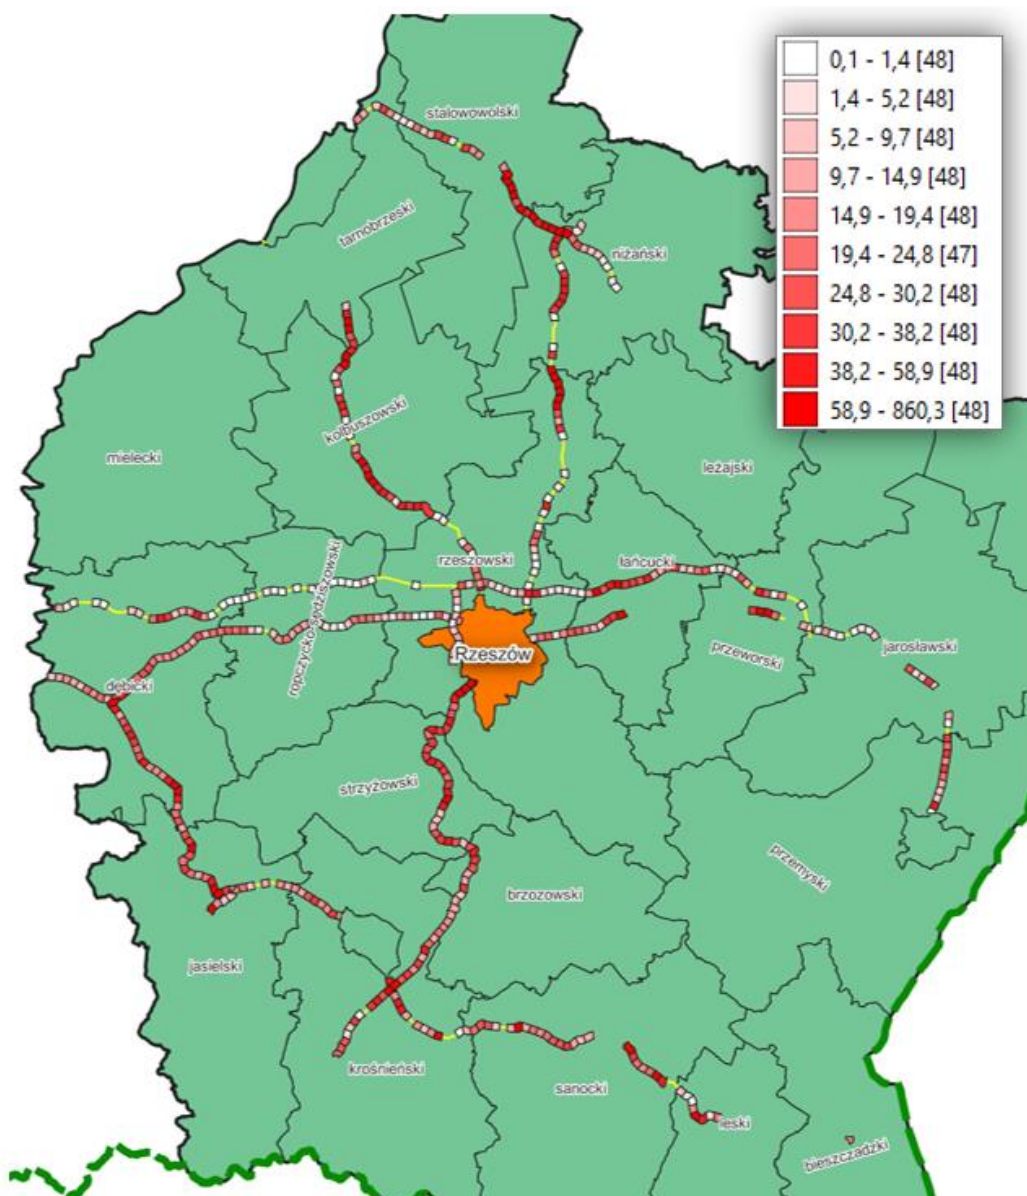 0,1 - 1,4 [48]
1,4 - 5,2 [48]
5,2 - 9,7 [48]
9,7 - 14,9 [48]
14,9 - 19,4 [48]
19,4 - 24,8 [47]
24,8 - 30,2 [48]
30,2 - 38,2 [48]
38,2 - 58,9 [48]
58,9 - 860,3 [48]
stalowowolski
tarnobrzeski
niżański
kolbuszowski
mielecki
leżajski
rzeszowski
łańcucki
ropczycko-sędziszowski
Rzeszów
przeworski
jarosławski
dębicki
strzyżowski
przemyski
brzozowski
jasielski
krośnieński
sanocki
leski
bieszczadzki